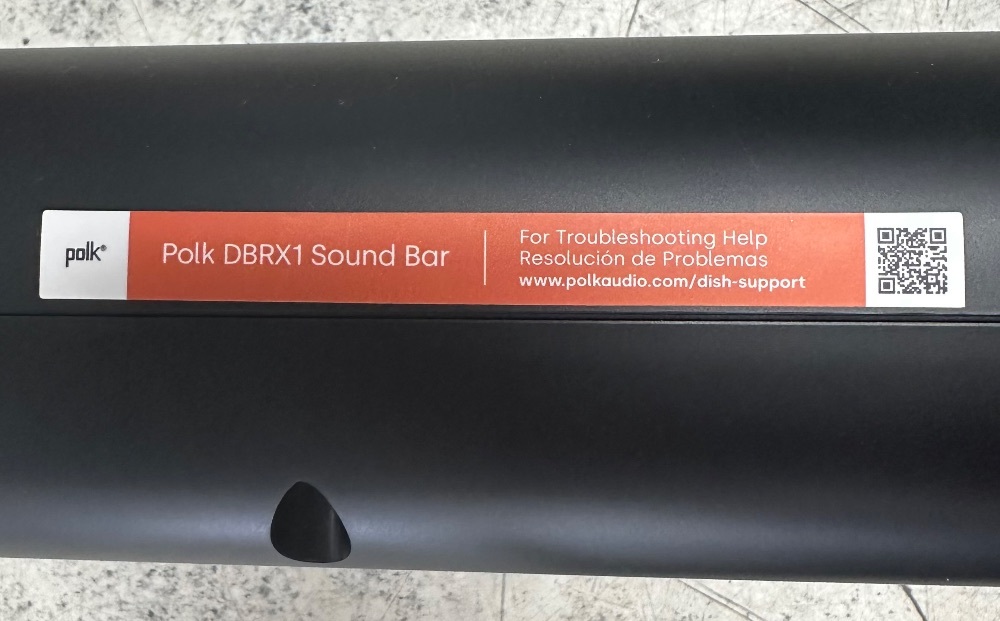 polk®
Polk DBRX1 Sound Bar
For Troubleshooting Help
Resolución de Problemas
www.polkaudio.com/dish-support